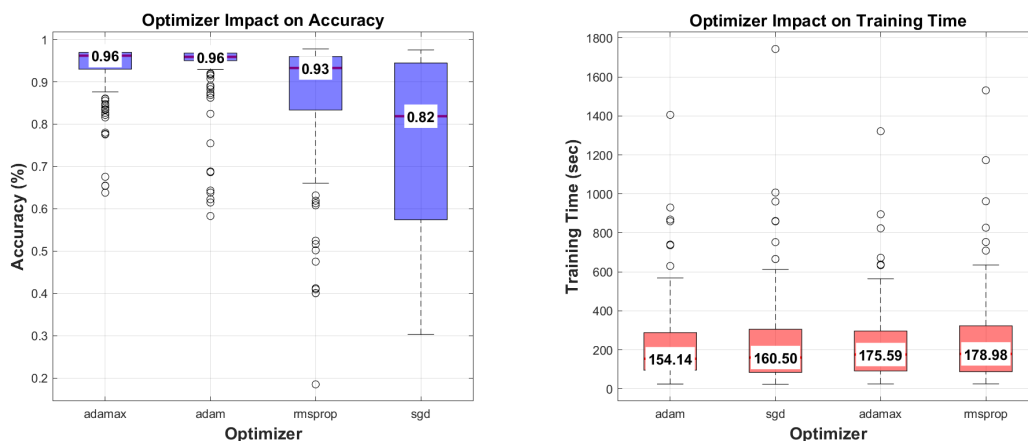 Optimizer Impact on Accuracy
Accuracy (%)
1
0.9
0.8
0.7
0.6
0.5
0.4
0.3
0.2
0.96
0.96
0.93
0.82
adamax
adam
rmsprop
sgd
Optimizer
Optimizer Impact on Training Time
Training Time (sec)
1800
1600
1400
1200
1000
800
600
400
200
0
154.14
160.50
175.59
178.98
adam
sgd
adamax
rmsprop
Optimizer